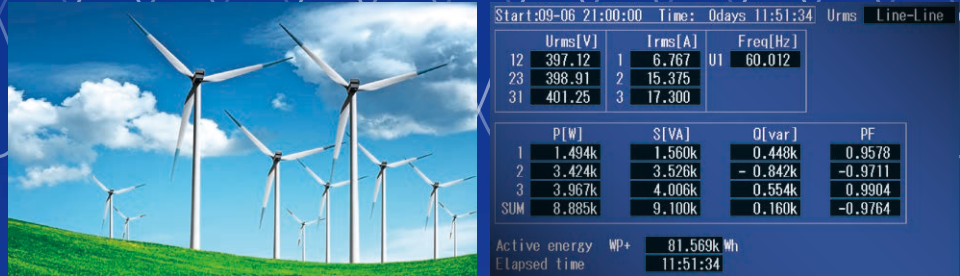 Start:09-06 21:00:00 Time: 0days 11:51:34 Urms Line-Line
Urms[V] Irms[A] Freq[Hz]
12 397.12 1 6.767 U1 60.012
23 398.91 2 15.375
31 401.25 3 17.300
P[W] S[VA] Q[var] PF
1 1.494k 1.560k 0.448k 0.9578
2 3.424k 3.526k - 0.842k -0.9711
3 3.967k 4.006k 0.554k 0.9904
SUM 8.885k 9.100k 0.160k -0.9764
Active energy WP+ 81.569k Wh
Elapsed time 11:51:34